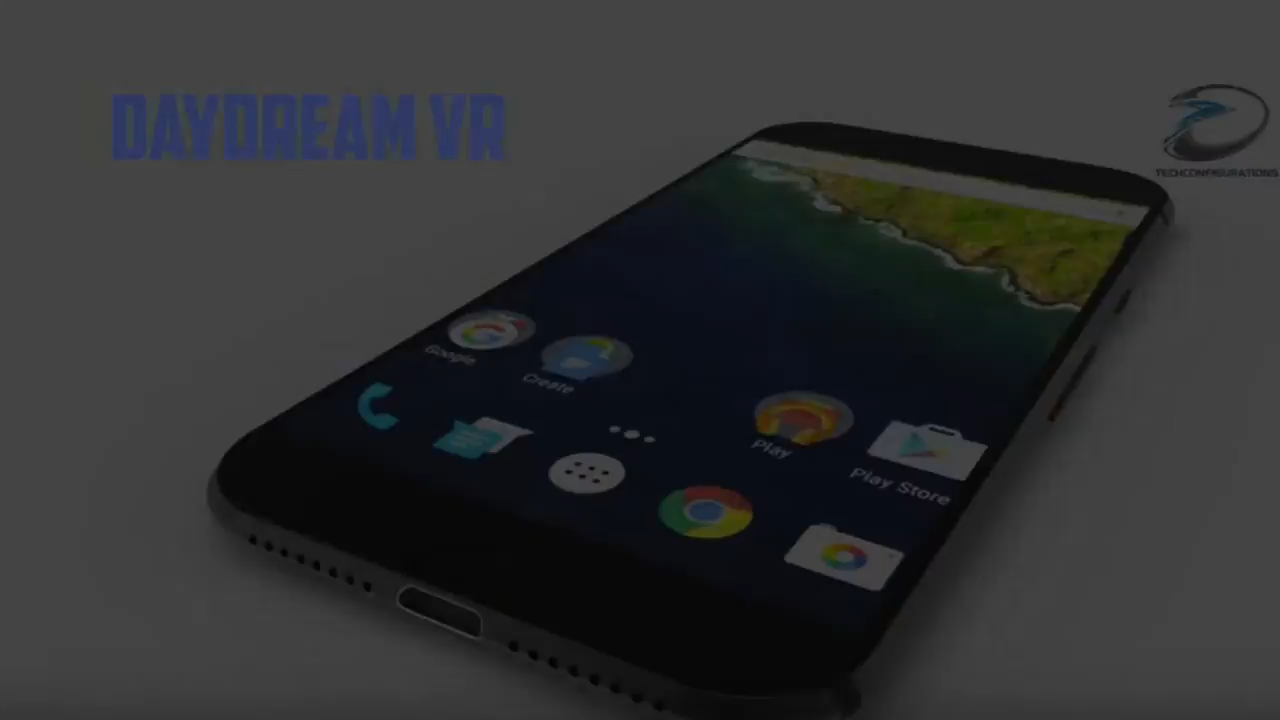 DAYDREAM VR
TECHCONFIGURATIONS
Google
Create
Play
Play Store